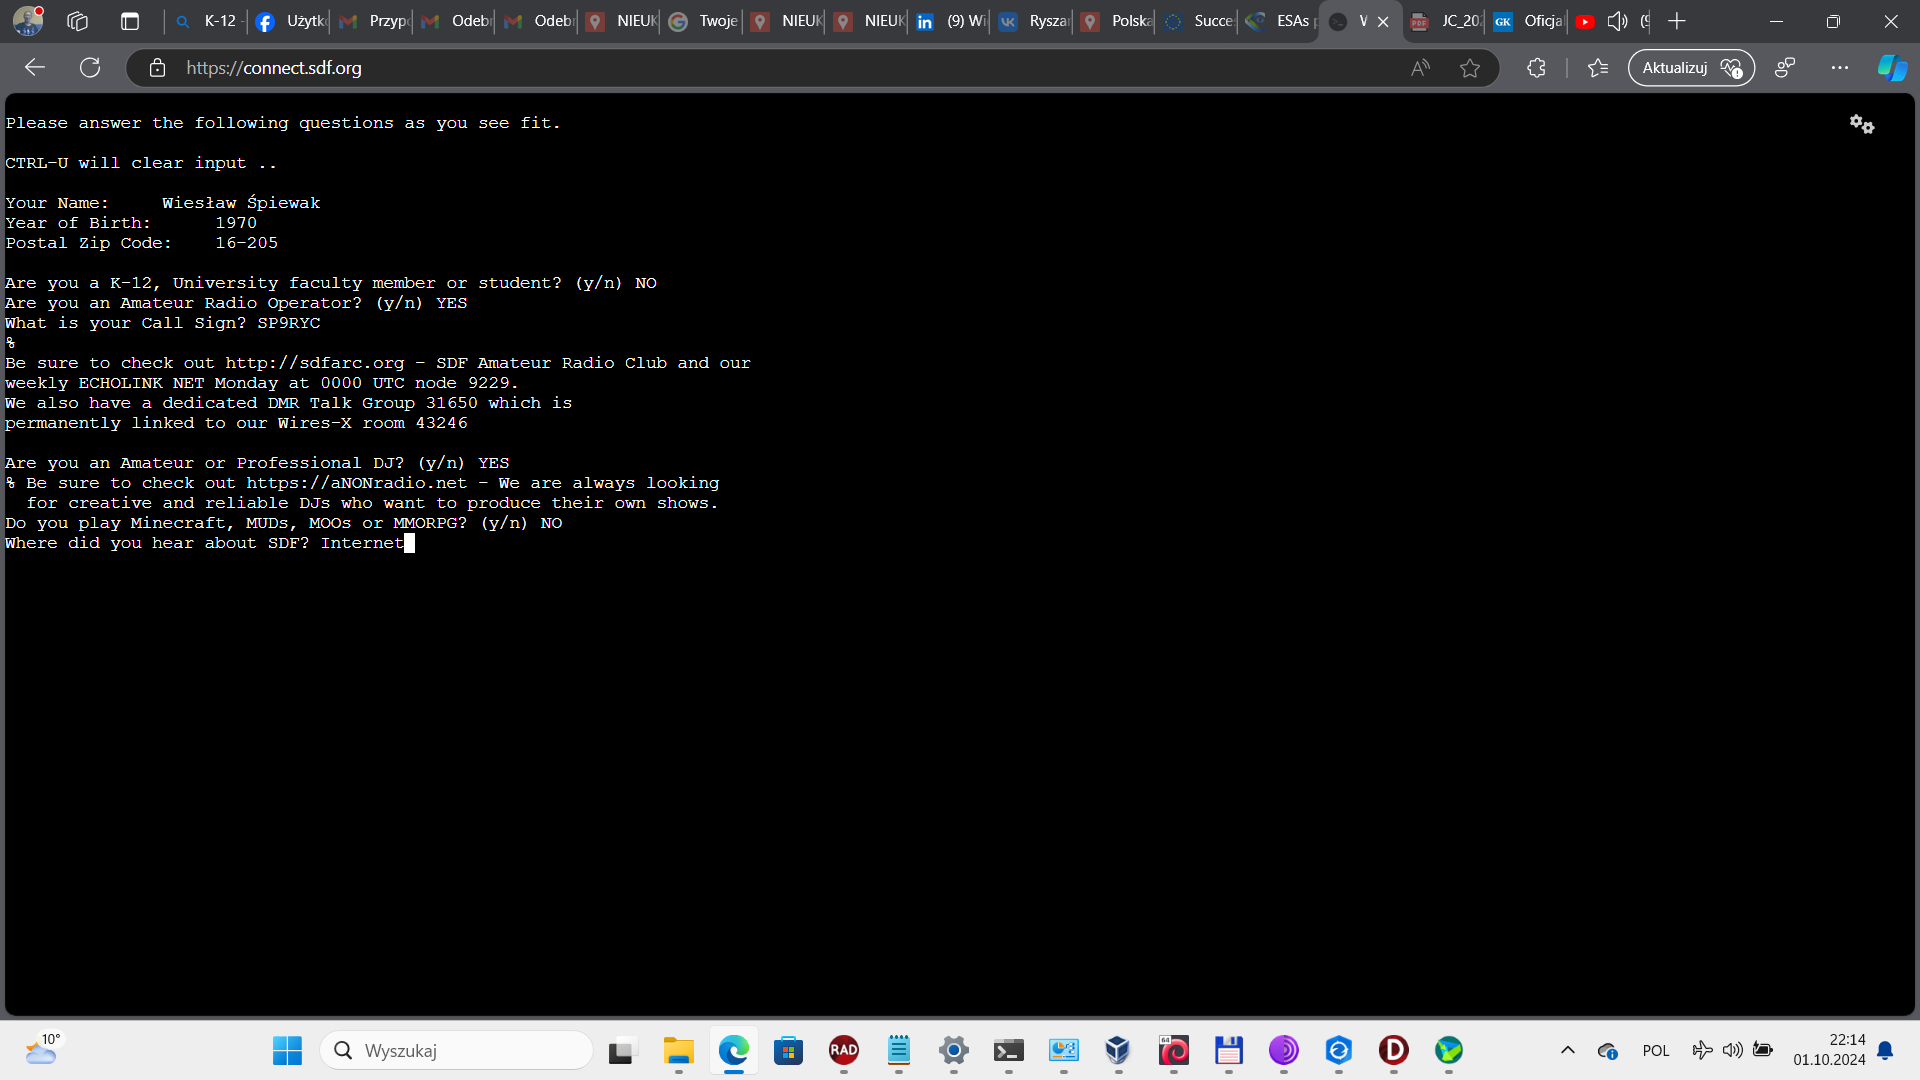 K-12
Użytk
Przypo
Odebr
Odebr
NIEUK
Twoje
NIEUK
NIEUK
(9) Wi
Rysza
Polska
Succe
ESAs p
JC_202
Oficja
https://connect.sdf.org
Aktualizuj
Please answer the following questions as you see fit.
CTRL-U will clear input ..
Your Name: Wiesław Śpiewak
Year of Birth: 1970
Postal Zip Code: 16-205
Are you a K-12, University faculty member or student? (y/n) NO
Are you an Amateur Radio Operator? (y/n) YES
What is your Call Sign? SP9RYC
%
Be sure to check out http://sdfarc.org - SDF Amateur Radio Club and our
weekly ECHOLINK NET Monday at 0000 UTC node 9229.
We also have a dedicated DMR Talk Group 31650 which is
permanently linked to our Wires-X room 43246
Are you an Amateur or Professional DJ? (y/n) YES
% Be sure to check out https://aNONradio.net - We are always looking
for creative and reliable DJs who want to produce their own shows.
Do you play Minecraft, MUDs, MOOs or MMORPG? (y/n) NO
Where did you hear about SDF? Internet
10°
Wyszukaj
RAD
64
POL
22:14
01.10.2024